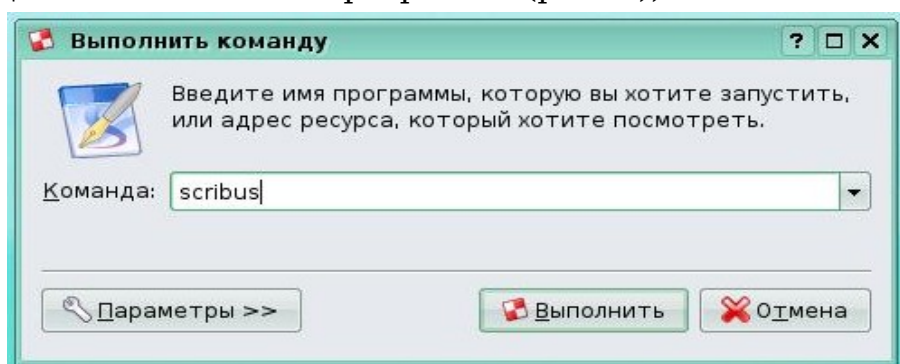 Выполнить команду
Введите имя программы, которую вы хотите запустить,
или адрес ресурса, который хотите посмотреть.
Команда: scribus
Параметры >> Выполнить Отмена